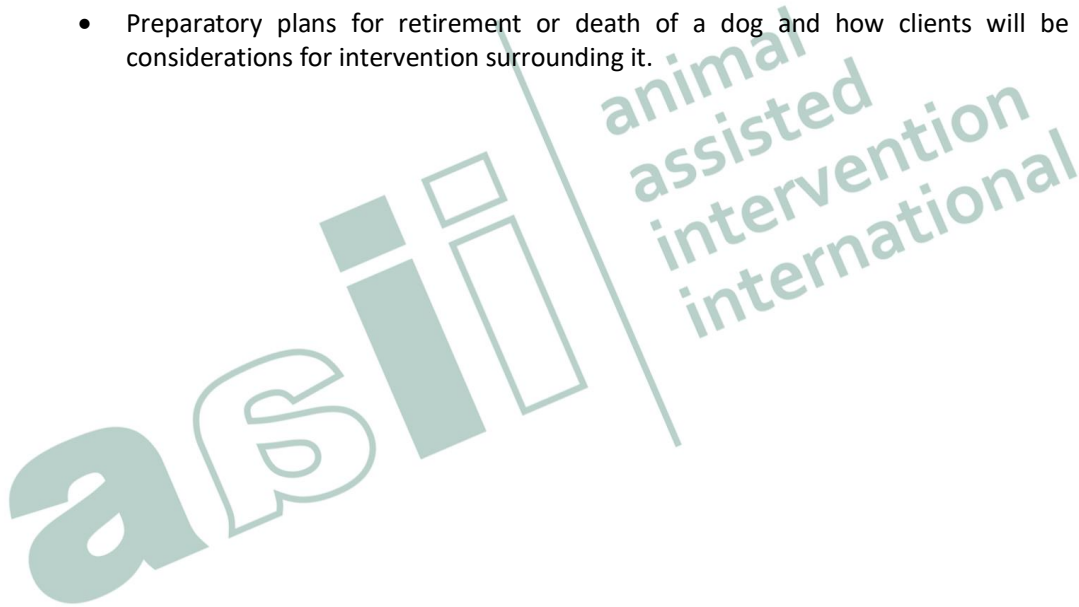 • Preparatory plans for retirement or death of a dog and how clients will be
considerations for intervention surrounding it.
aaii
animal
assisted
intervention
international